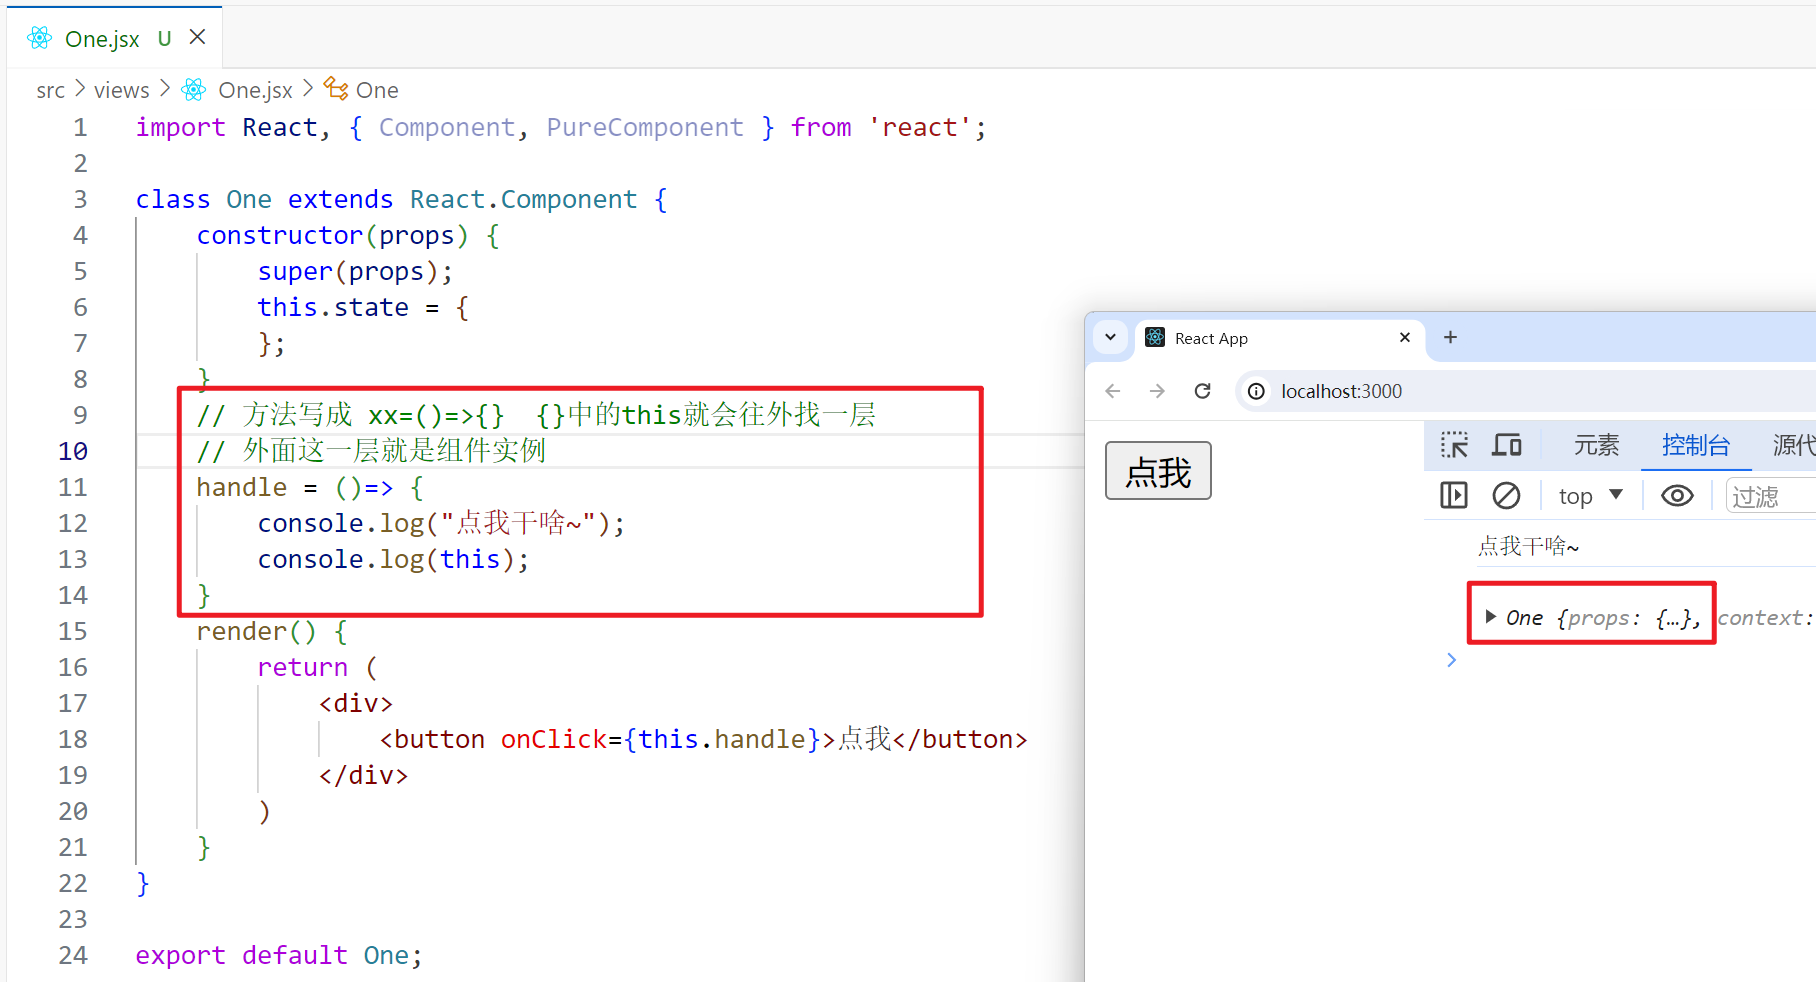 One.jsx U
src > views > One.jsx > One
1 import React, { Component, PureComponent } from 'react';
2
3 class One extends React.Component {
4 constructor(props) {
5 super(props);
6 this.state = {
7 };
8 }
9 // 方法写成 xx=()=>{} {}中的this就会往外找一层
10 // 外面这一层就是组件实例
11 handle = ()=> {
12 console.log("点我干啥~");
13 console.log(this);
14 }
15 render() {
16 return (
17 <div>
18 <button onClick={this.handle}>点我</button>
19 </div>
20 )
21 }
22 }
23
24 export default One;
React App
localhost:3000
点我
元素 控制台 源代
top 过滤
点我干啥~
One {props: {…}, context: